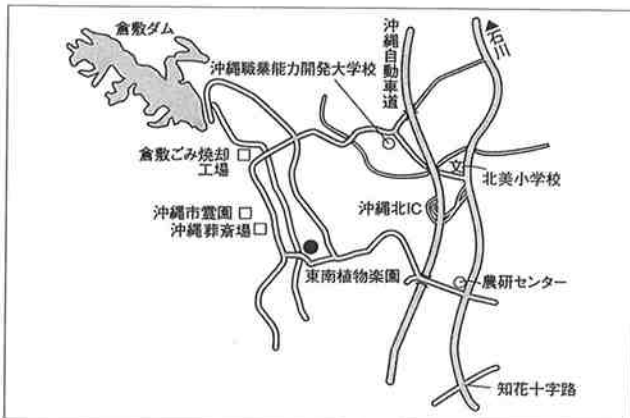 倉敷ダム
沖縄職業能力開発大学校
沖縄自動車道
▲石川
倉敷ごみ焼却
工場
文
北美小学校
沖縄北IC
沖縄市霊園
沖縄葬斎場
東南植物楽園
農研センター
知花十字路